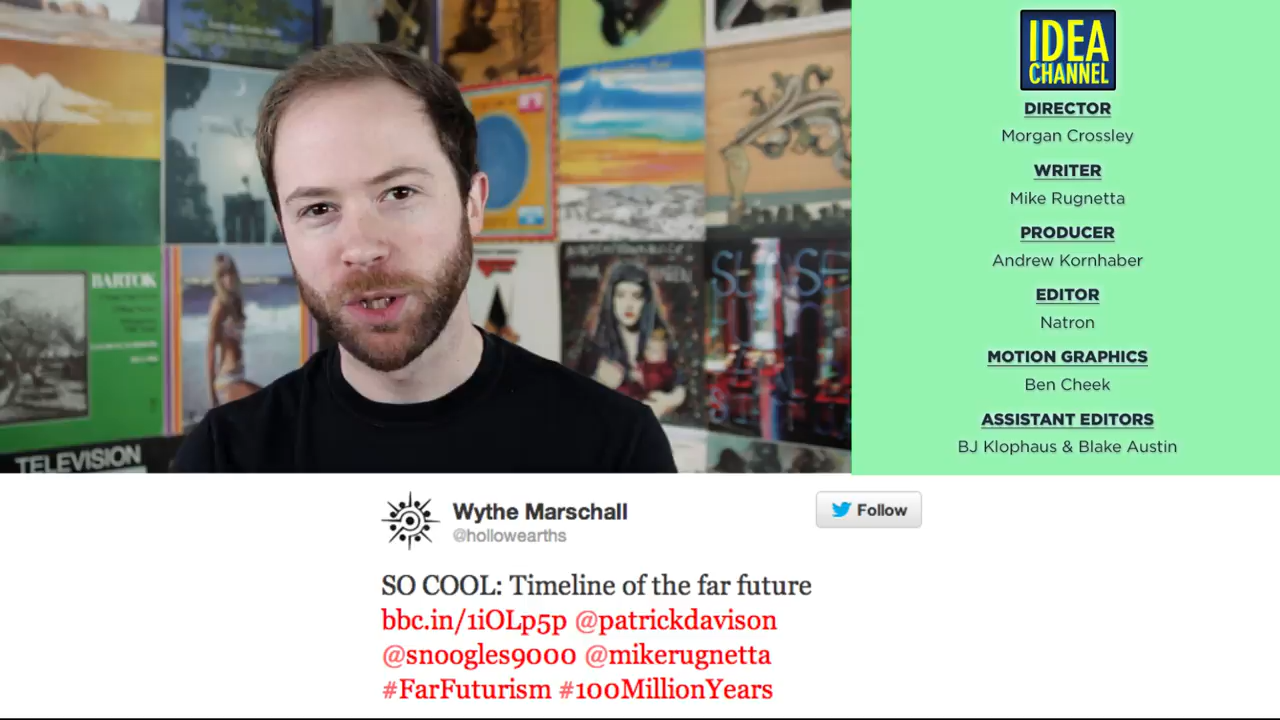 BARTOK
TELEVISION
IDEA
CHANNEL
DIRECTOR
Morgan Crossley
WRITER
Mike Rugnetta
PRODUCER
Andrew Kornhaber
EDITOR
Natron
MOTION GRAPHICS
Ben Cheek
ASSISTANT EDITORS
BJ Klophaus & Blake Austin
Wythe Marschall
@hollowearths
Follow
SO COOL: Timeline of the far future
bbc.in/1iOLp5p @patrickdavison
@snoogles9000 @mikerugnetta
#FarFuturism #100MillionYears